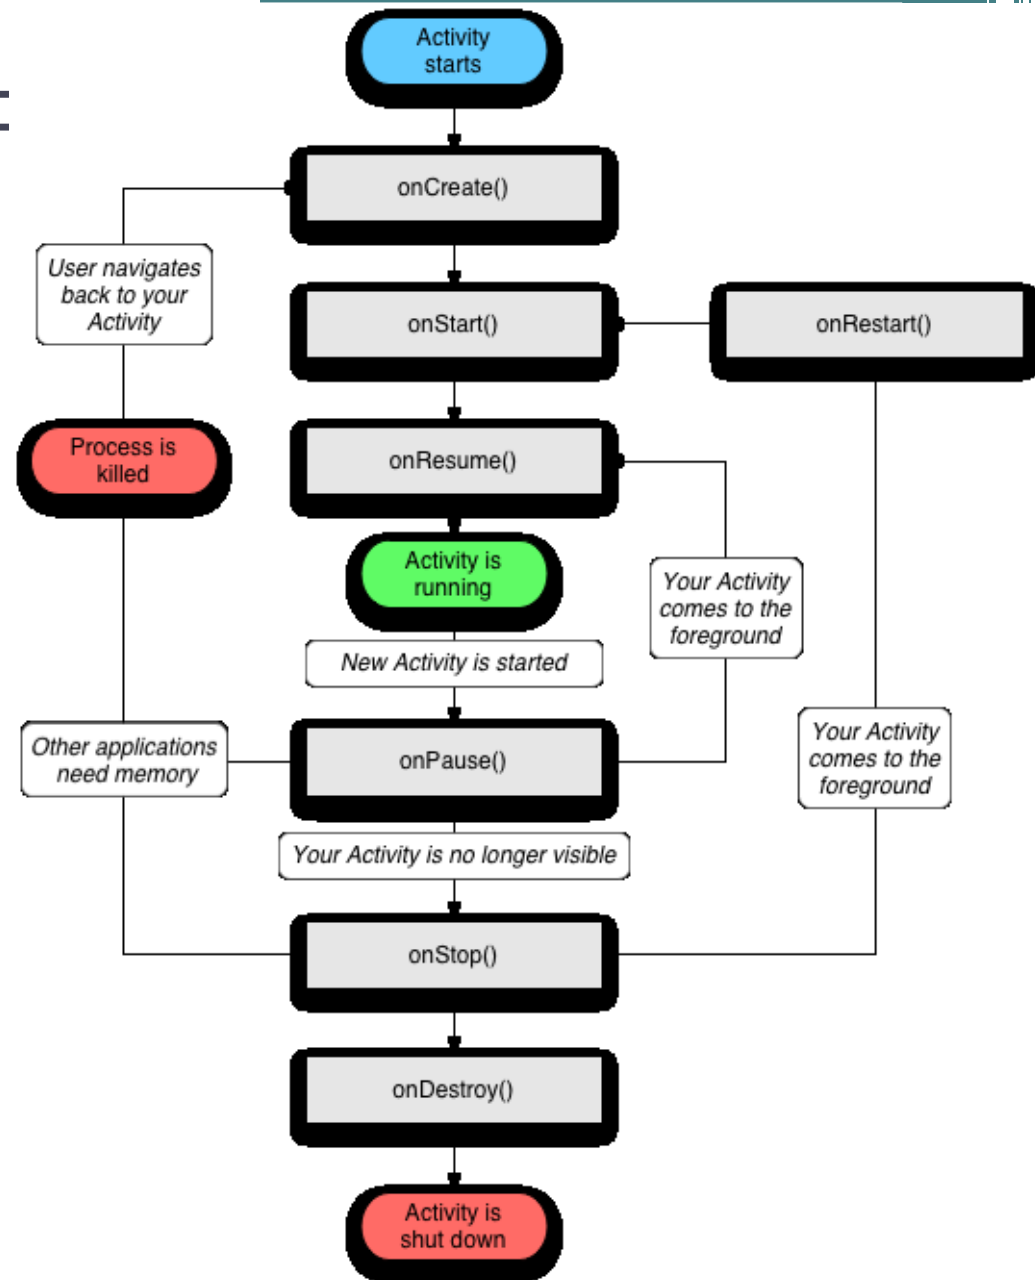 Activity
starts
onCreate()
User navigates
back to your
Activity
onStart()
onRestart()
Process is
killed
onResume()
Activity is
running
Your Activity
comes to the
foreground
New Activity is started
Other applications
need memory
onPause()
Your Activity
comes to the
foreground
Your Activity is no longer visible
onStop()
onDestroy()
Activity is
shut down